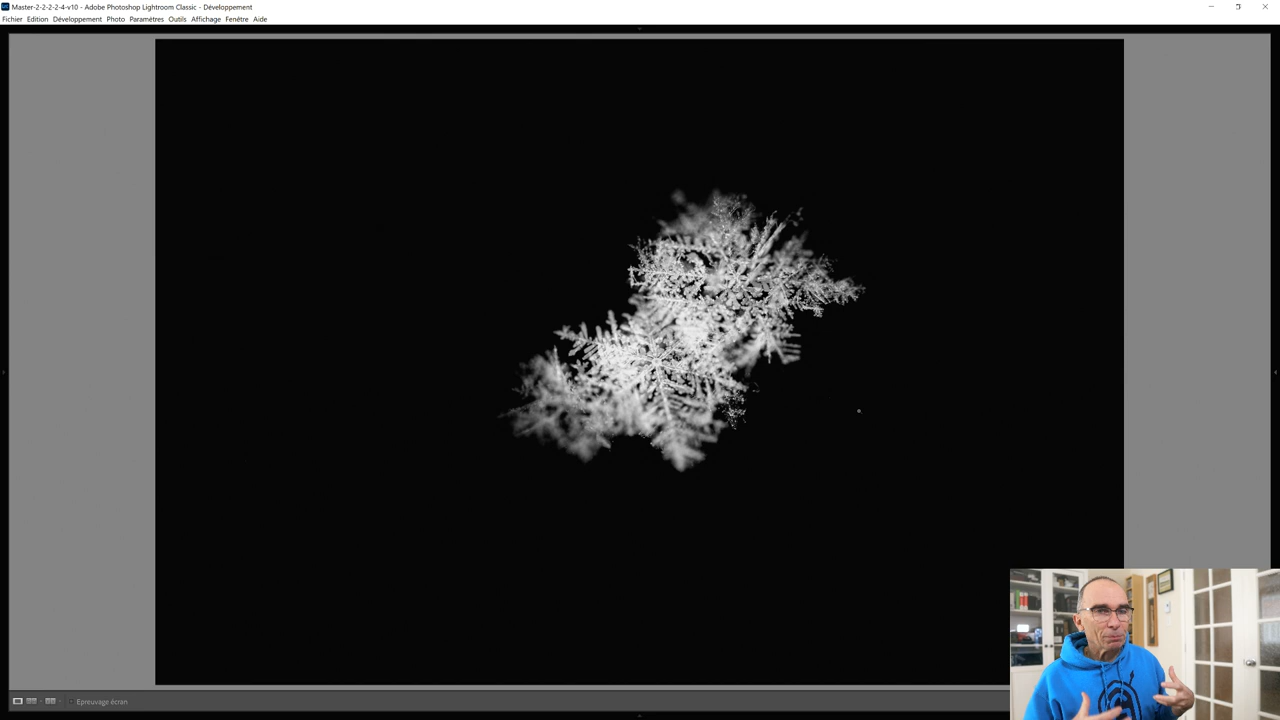 Master-2-2-2-2-4-v10 - Adobe Photoshop Lightroom Classic - Développement
Fichier Edition Développement Photo Paramètres Outils Affichage Fenêtre Aide
Epreuvage écran